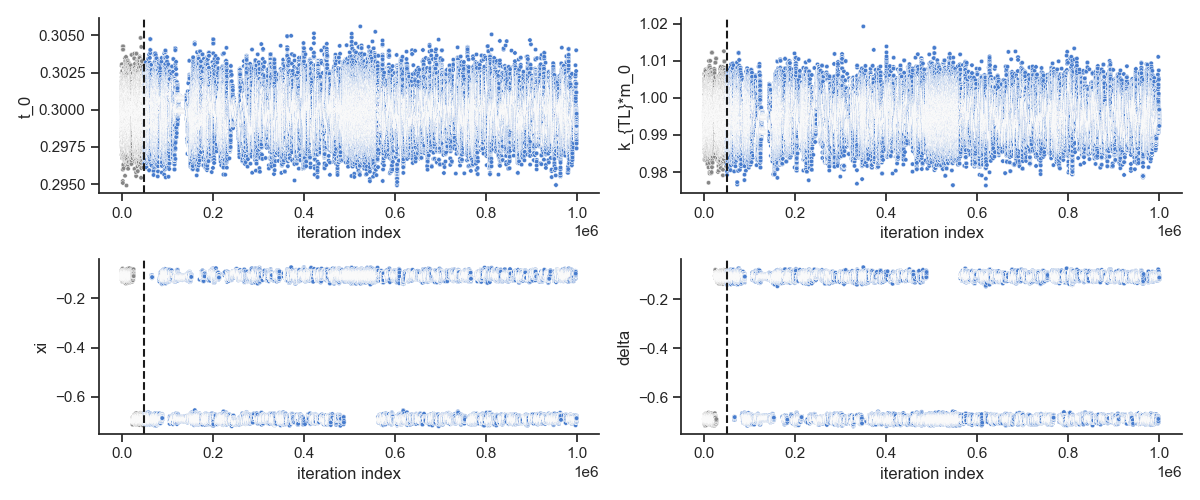 0.3050
0.3025
0.3000
0.2975
0.2950
t_0
0.0 0.2 0.4 0.6 0.8 1.0
1e6
iteration index
1.02
1.01
1.00
0.99
0.98
k_{TL}*m_0
0.0 0.2 0.4 0.6 0.8 1.0
1e6
iteration index
−0.2
−0.4
−0.6
xi
0.0 0.2 0.4 0.6 0.8 1.0
1e6
iteration index
−0.2
−0.4
−0.6
delta
0.0 0.2 0.4 0.6 0.8 1.0
1e6
iteration index